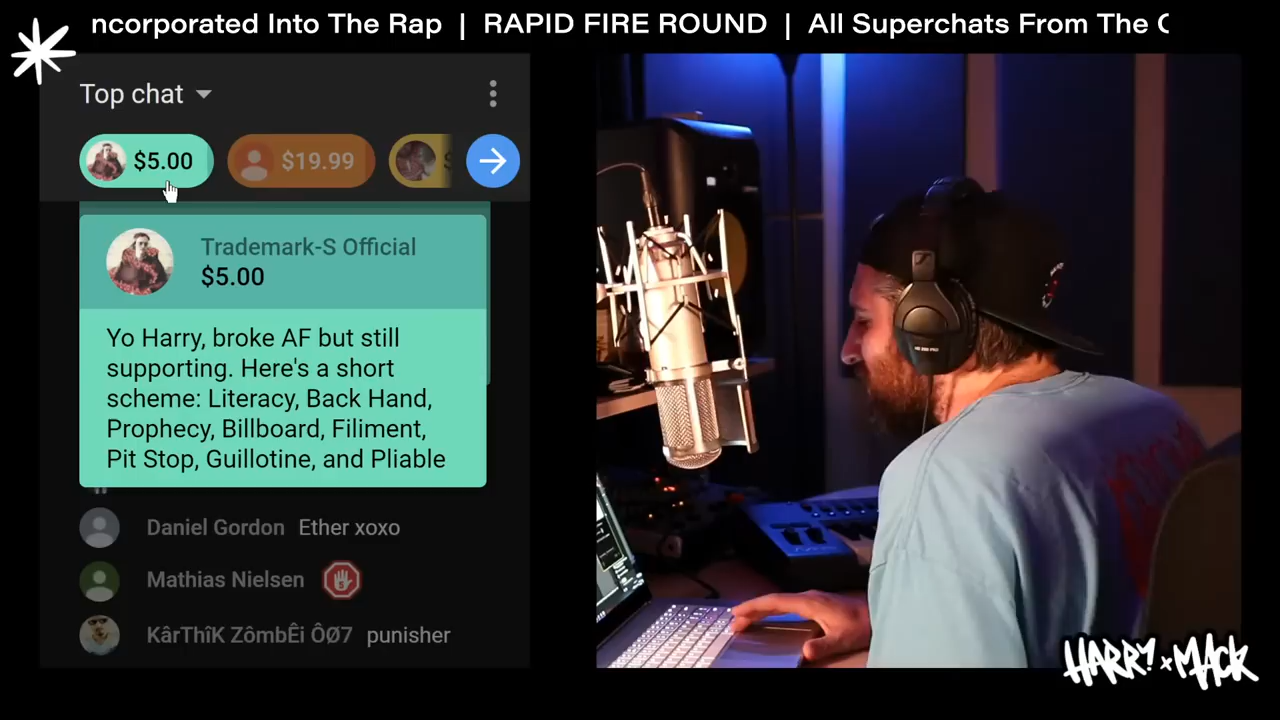 ncorporated Into The Rap | RAPID FIRE ROUND | All Superchats From The C
Top chat
$5.00
$19.99
Trademark-S Official
$5.00
Yo Harry, broke AF but still
supporting. Here's a short
scheme: Literacy, Back Hand,
Prophecy, Billboard, Filiment,
Pit Stop, Guillotine, and Pliable
Daniel Gordon Ether xoxo
Mathias Nielsen
KârThîK ZômbÊi ÔØ7 punisher
HARRY MACK